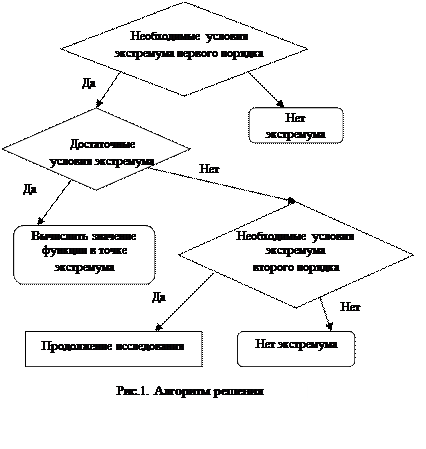 Необходимые условия
экстремума первого порядка
Да
Нет
экстремума
Достаточные
условия экстремума
Нет
Да
Вычислить значение
функции в точке
экстремума
Необходимые условия
экстремума
второго порядка
Да
Нет
Продолжение исследования
Нет экстремума
Рис.1. Алгоритм решения